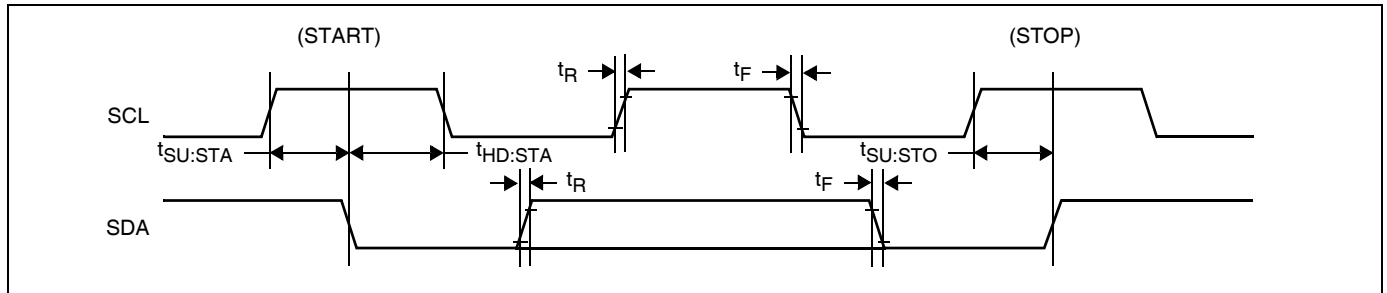 (START) (STOP)
tR tF
SCL
tSU:STA tHD:STA tSU:STO
tR tF
SDA